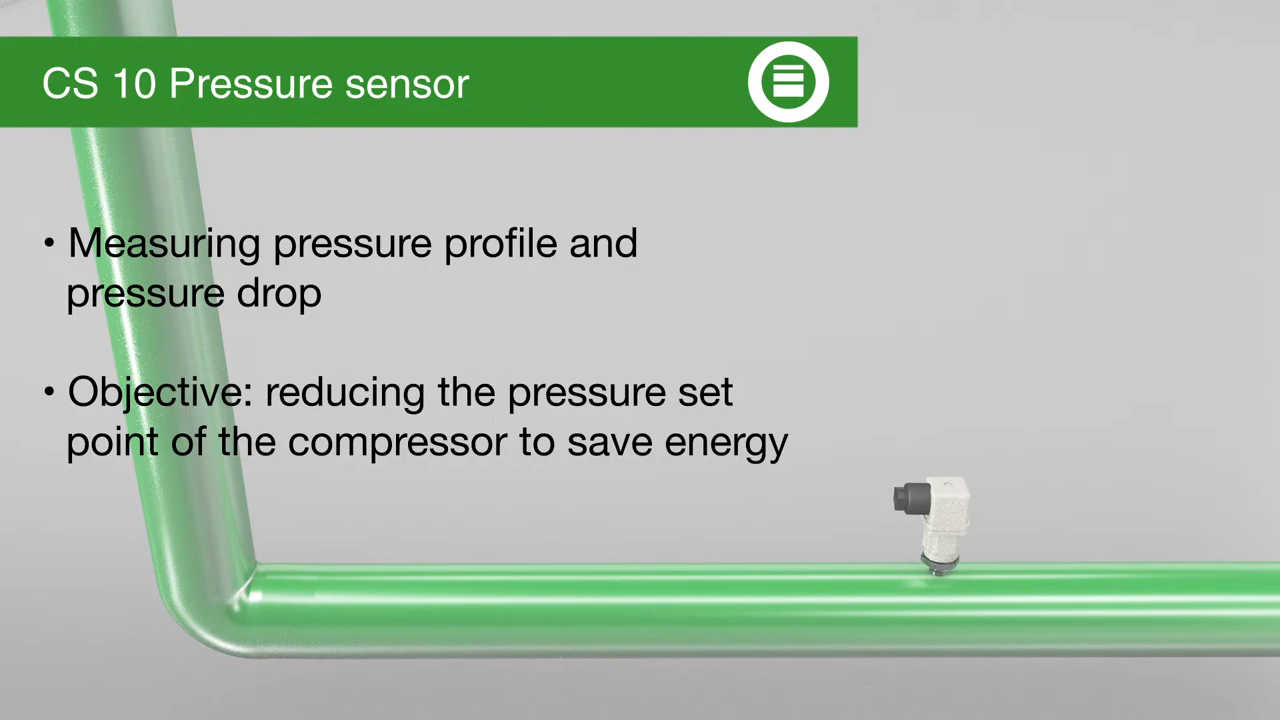 CS 10 Pressure sensor
• Measuring pressure profile and
pressure drop
• Objective: reducing the pressure set
point of the compressor to save energy